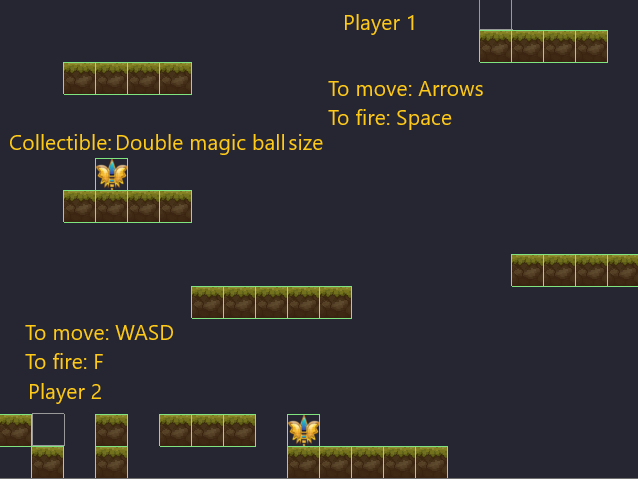 Player 1
To move: Arrows
To fire: Space
Collectible: Double magic ball size
To move: WASD
To fire: F
Player 2